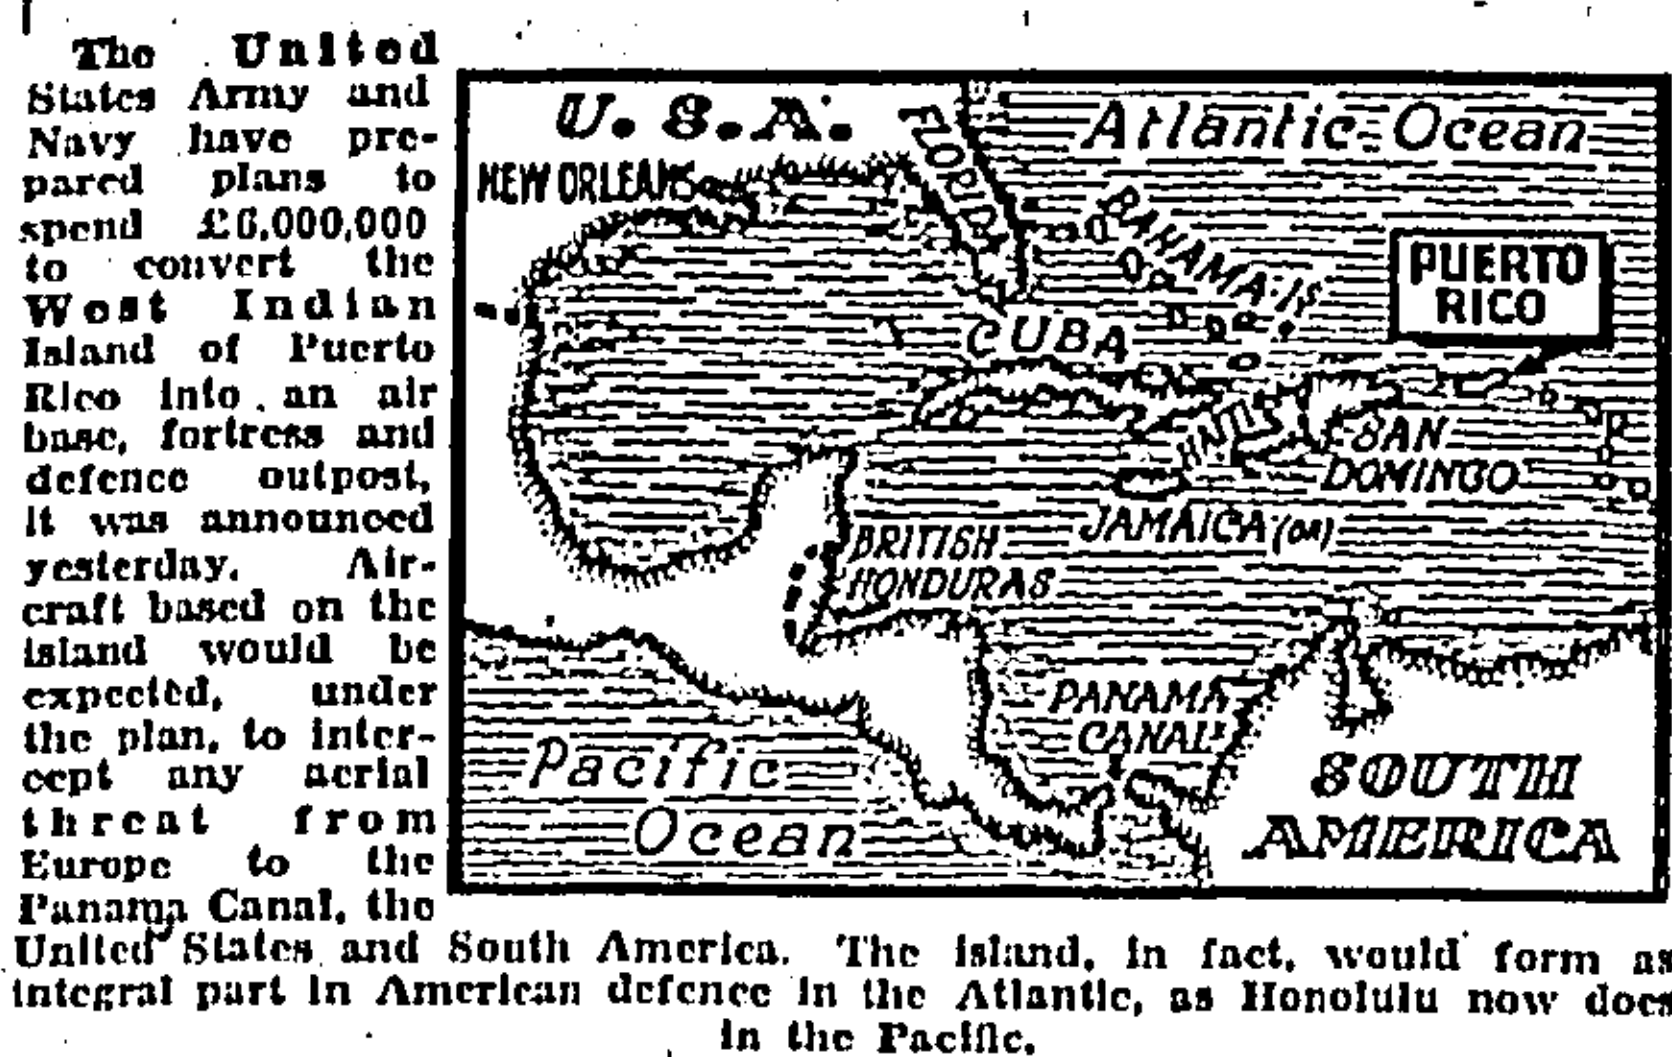 The United
States Army and
Navy have pre-
pared plans to
spend £6,000,000
to convert the
West Indian
Island of Puerto
Rico into an air
base, fortress and
defence outpost,
it was announced
yesterday. Air-
craft based on the
island would be
expected, under
the plan, to inter-
cept any aerial
threat from
Europe to the
Panama Canal, the
United States and South America. The island, in fact, would form as
integral part in American defence in the Atlantic, as Honolulu now does
in the Pacific.
U.S.A.
FLORIDA
Atlantic Ocean
NEW ORLEANS
BAHAMA IS
PUERTO
RICO
CUBA
HAITI
SAN
DOMINGO
JAMAICA (BR)
BRITISH
HONDURAS
PANAMA
CANAL
Pacific
Ocean
SOUTH
AMERICA